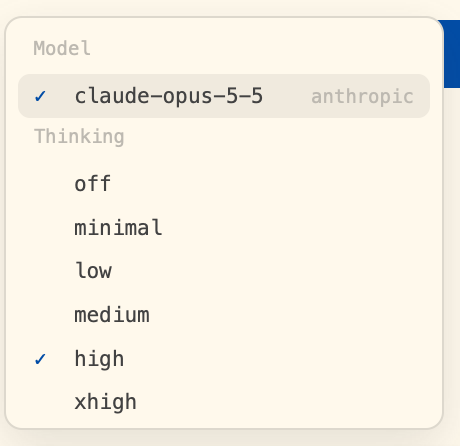 Model
✓ claude-opus-5-5 anthropic
Thinking
off
minimal
low
medium
✓ high
xhigh